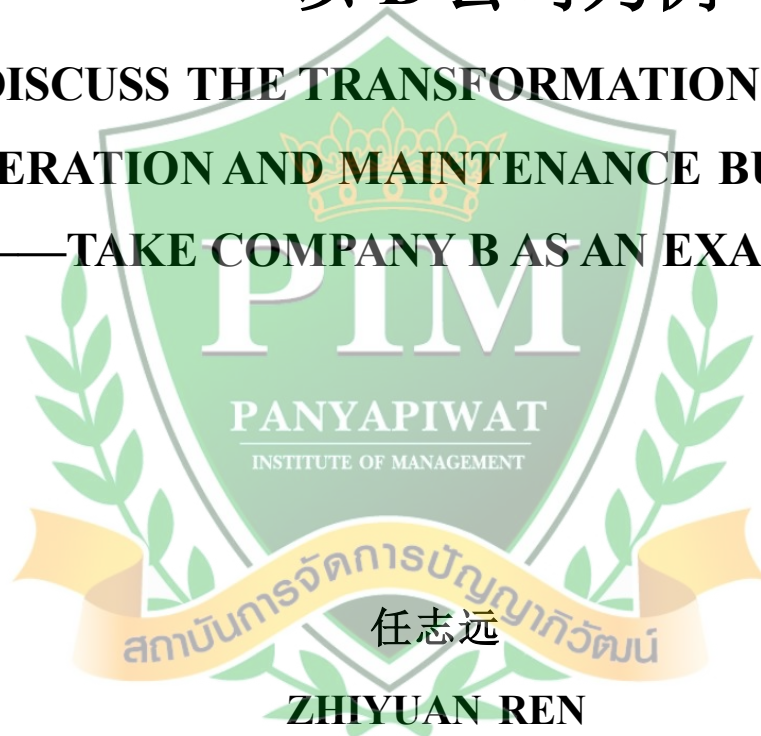 DISCUSS THE TRANSFORMATION
ERATION AND MAINTENANCE BU
——TAKE COMPANY B AS AN EXA
PIM
PANYAPIWAT
INSTITUTE OF MANAGEMENT
สถาบันการจัดการปัญญาภิวัฒน์
任志远
ZHIYUAN REN